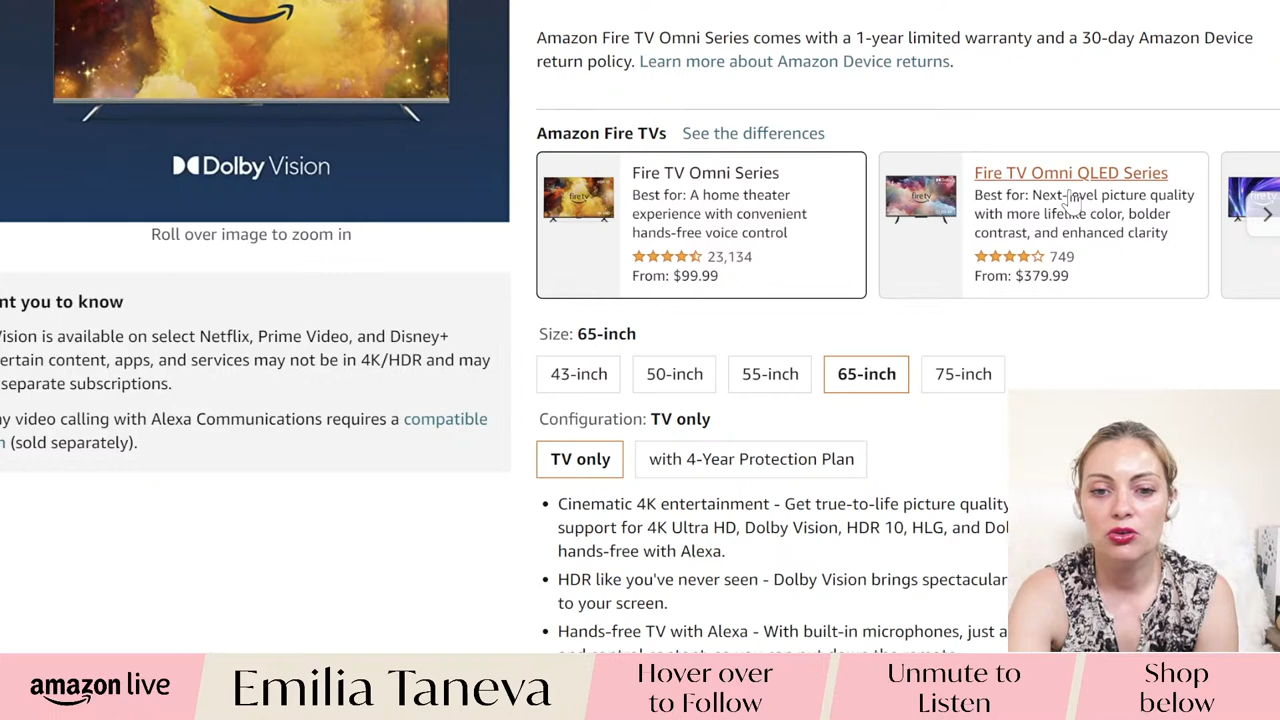 Dolby Vision
Roll over image to zoom in
nt you to know
ision is available on select Netflix, Prime Video, and Disney+
ertain content, apps, and services may not be in 4K/HDR and may
separate subscriptions.
ny video calling with Alexa Communications requires a compatible
n (sold separately).
Amazon Fire TV Omni Series comes with a 1-year limited warranty and a 30-day Amazon Device
return policy. Learn more about Amazon Device returns.
Amazon Fire TVs See the differences
Fire TV Omni Series
Best for: A home theater
experience with convenient
hands-free voice control
23,134
From: $99.99
Fire TV Omni QLED Series
Best for: Next-level picture quality
with more lifelike color, bolder
contrast, and enhanced clarity
749
From: $379.99
Size: 65-inch
43-inch 50-inch 55-inch 65-inch 75-inch
Configuration: TV only
TV only with 4-Year Protection Plan
• Cinematic 4K entertainment - Get true-to-life picture quality
support for 4K Ultra HD, Dolby Vision, HDR 10, HLG, and Dol
hands-free with Alexa.
• HDR like you've never seen - Dolby Vision brings spectacular
to your screen.
• Hands-free TV with Alexa - With built-in microphones, just a
amazon live
Emilia Taneva
Hover over
to Follow
Unmute to
Listen
Shop
below